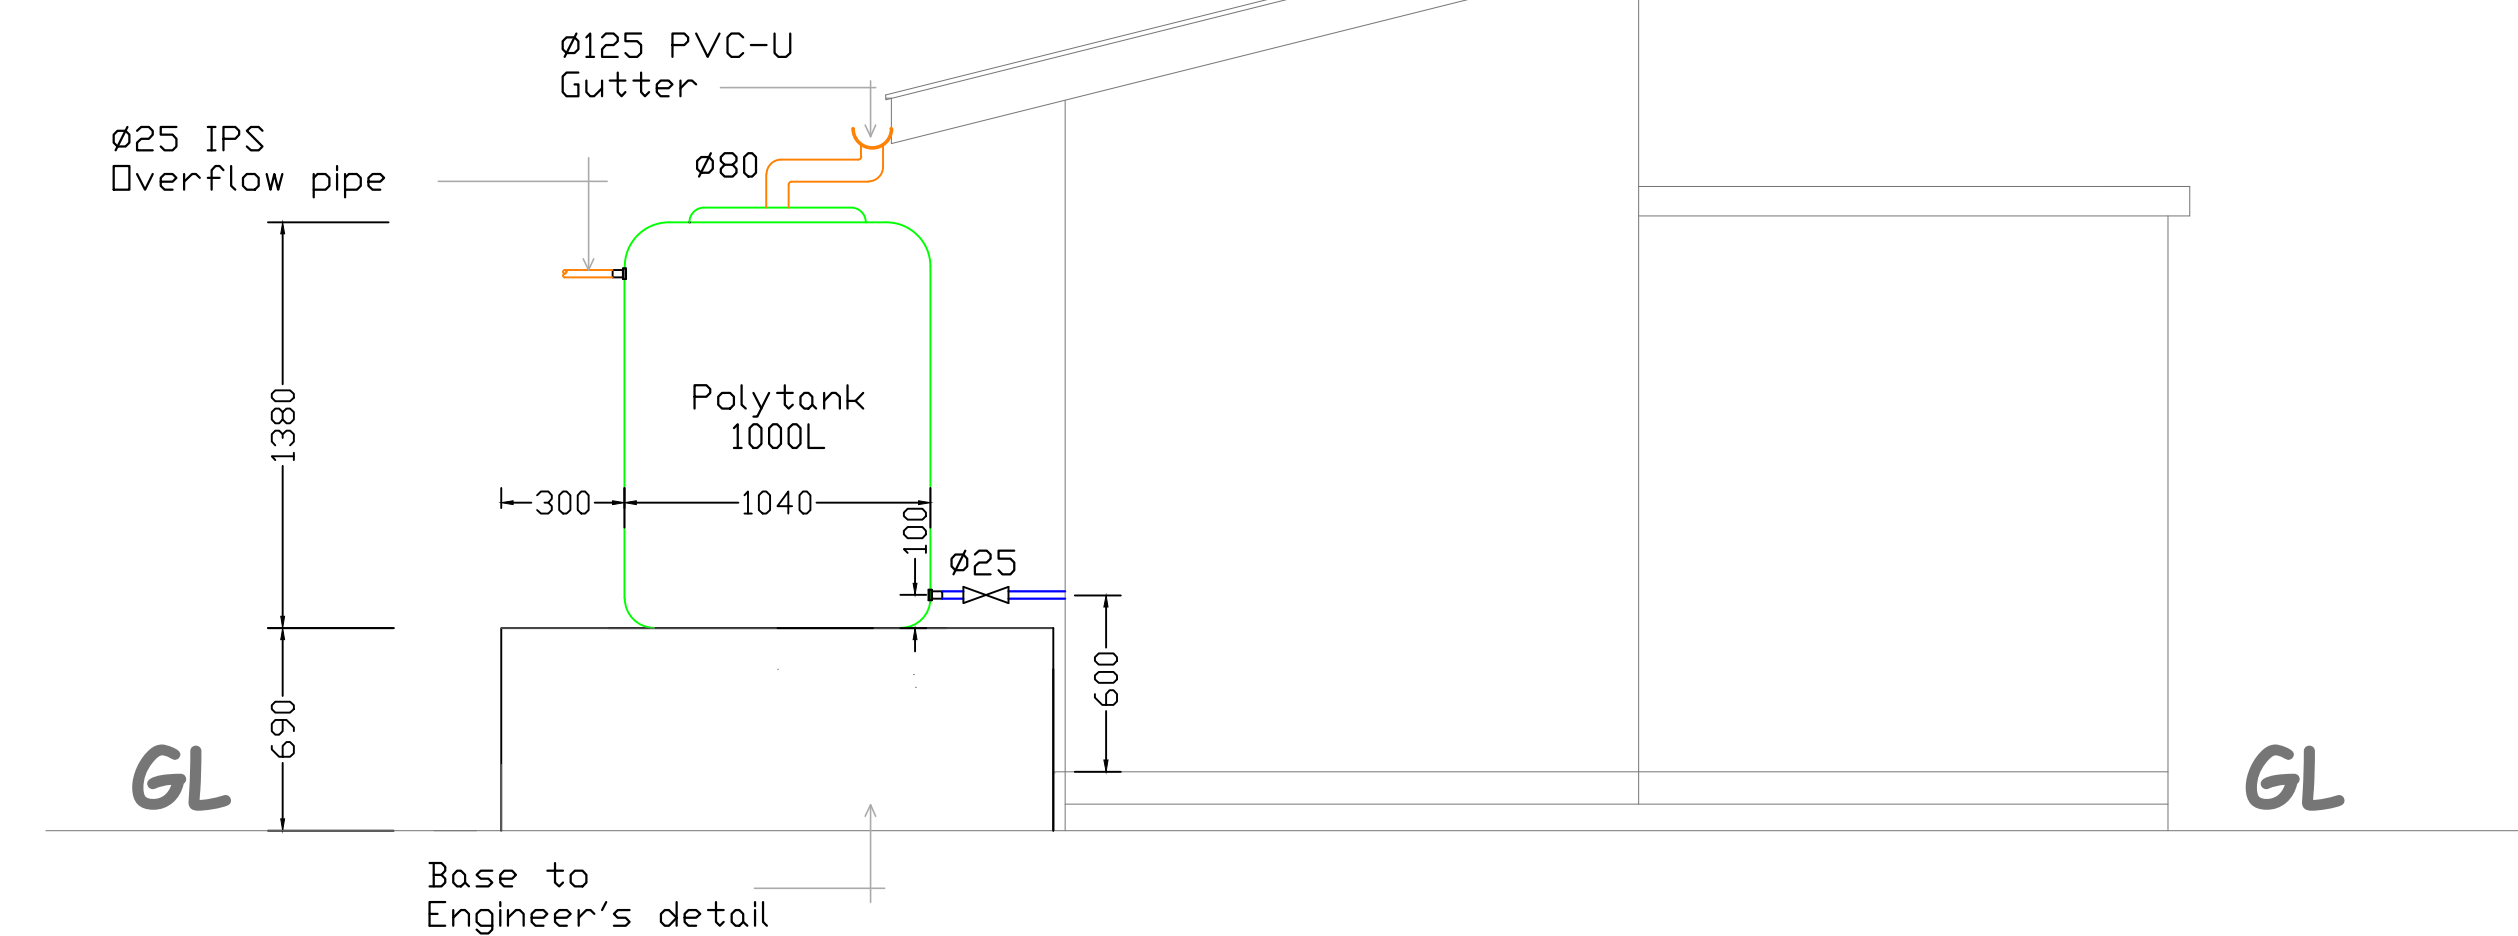 Ø125 PVC-U
Gutter
Ø25 IPS
Overflow pipe
Ø80
1380
Polytank
1000L
300
1040
100
Ø25
600
690
GL
GL
Base to
Engineer's detail